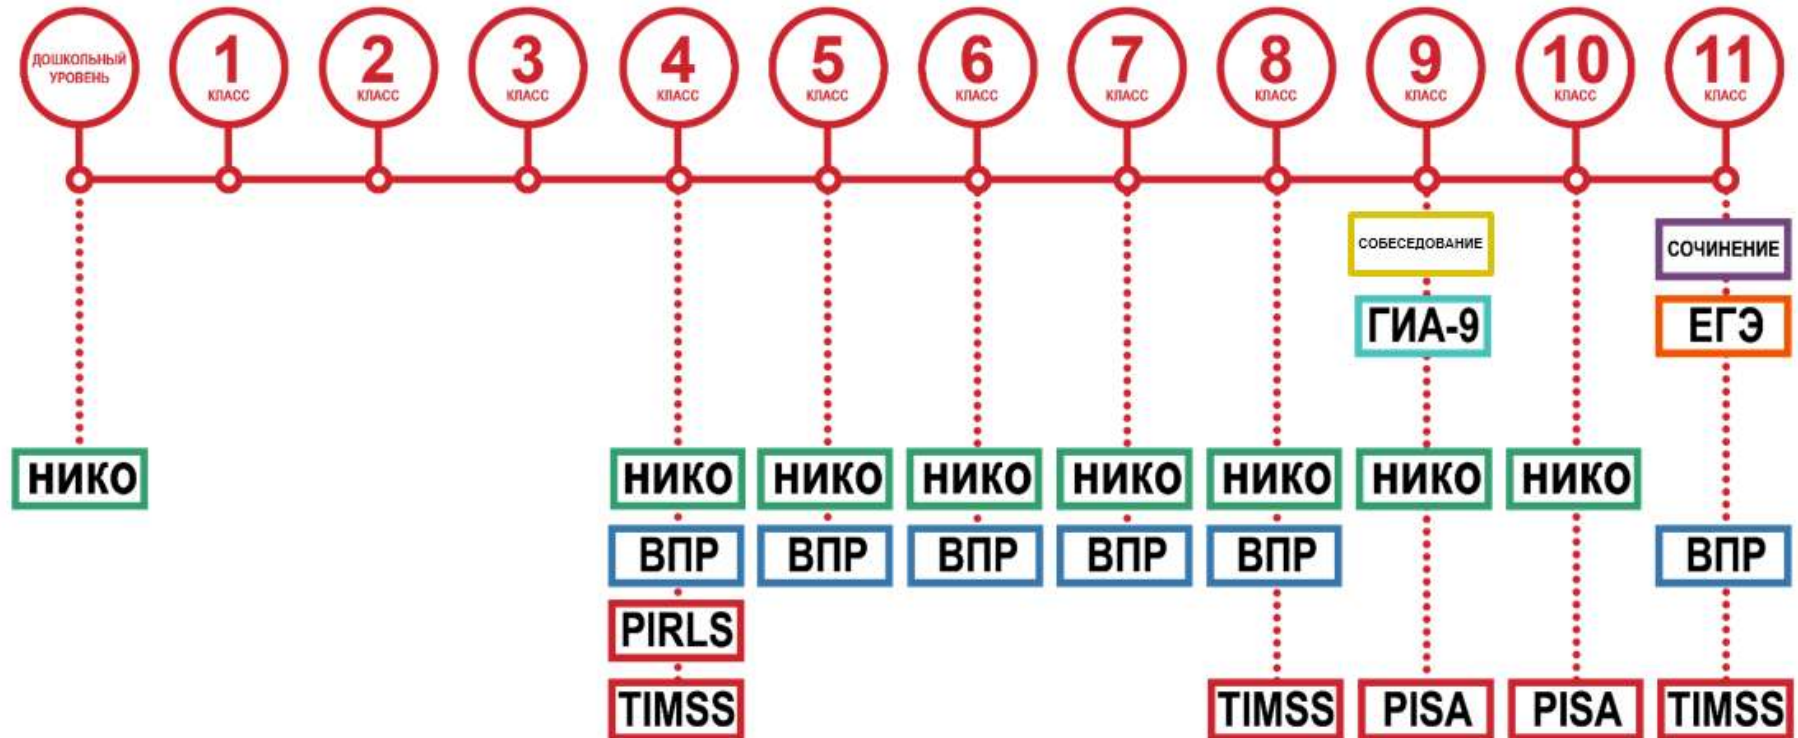 ДОШКОЛЬНЫЙ
УРОВЕНЬ
1
КЛАСС
2
КЛАСС
3
КЛАСС
4
КЛАСС
5
КЛАСС
6
КЛАСС
7
КЛАСС
8
КЛАСС
9
КЛАСС
10
КЛАСС
11
КЛАСС
СОБЕСЕДОВАНИЕ
СОЧИНЕНИЕ
ГИА-9
ЕГЭ
НИКО
НИКО
НИКО
НИКО
НИКО
НИКО
НИКО
НИКО
ВПР
ВПР
ВПР
ВПР
ВПР
ВПР
PIRLS
TIMSS
TIMSS
PISA
PISA
TIMSS